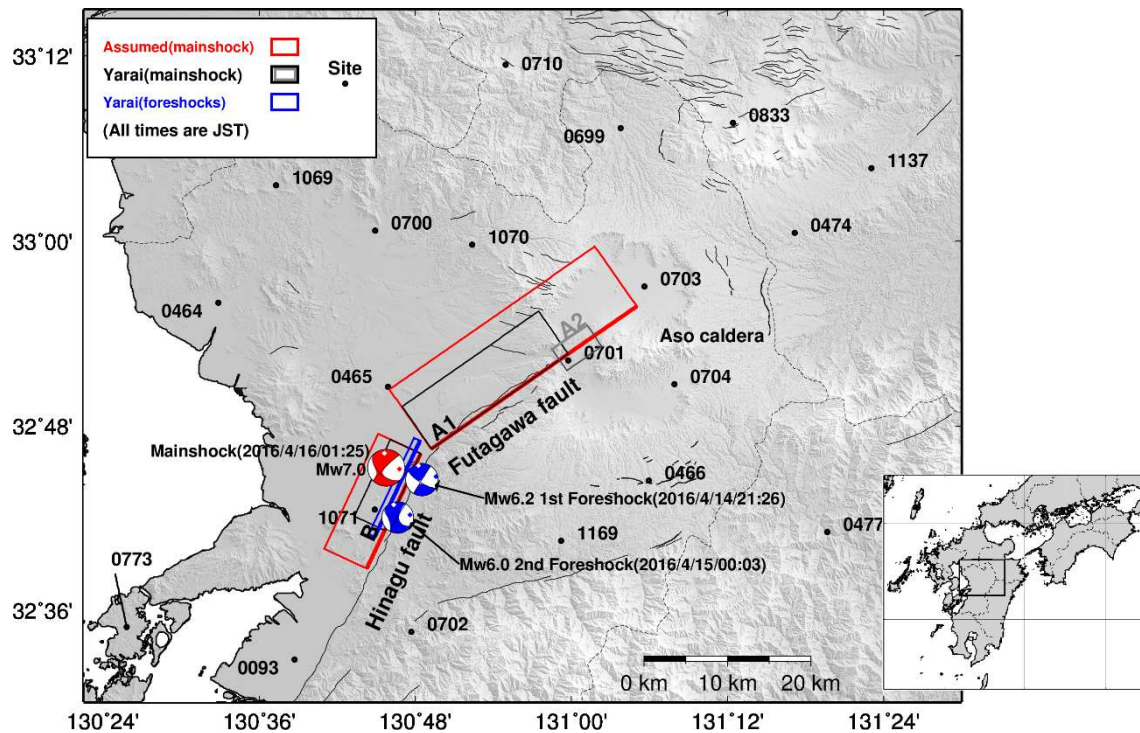 Assumed(mainshock)
Yarai(mainshock)
Site
Yarai(foreshocks)
(All times are JST)
33˚12'
33˚00'
32˚48'
32˚36'
0710
0833
0699
1137
1069
0700
1070
0474
0703
0464
A2
Aso caldera
0701
0465
0704
A1
Futagawa fault
Mainshock(2016/4/16/01:25)
Mw7.0
0466
Mw6.2 1st Foreshock(2016/4/14/21:26)
1071
B
0477
1169
Mw6.0 2nd Foreshock(2016/4/15/00:03)
Hinagu fault
0773
0702
0093
0 km
10 km
20 km
130˚24'
130˚36'
130˚48'
131˚00'
131˚12'
131˚24'